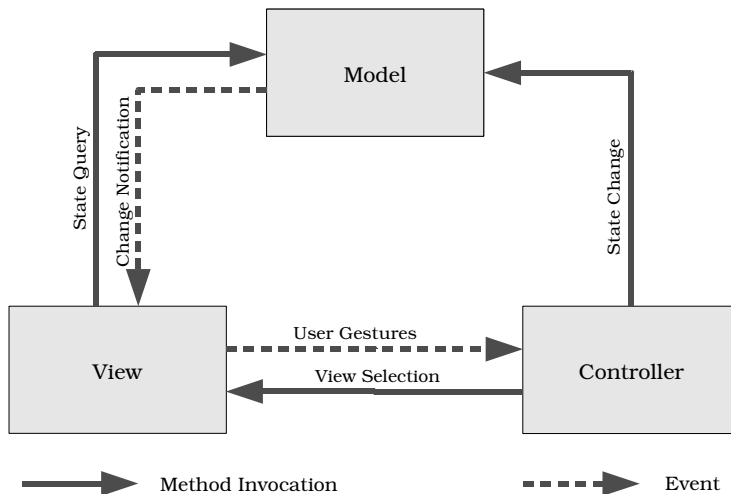 Model
State Query
Change Notification
State Change
User Gestures
View
View Selection
Controller
Method Invocation
Event